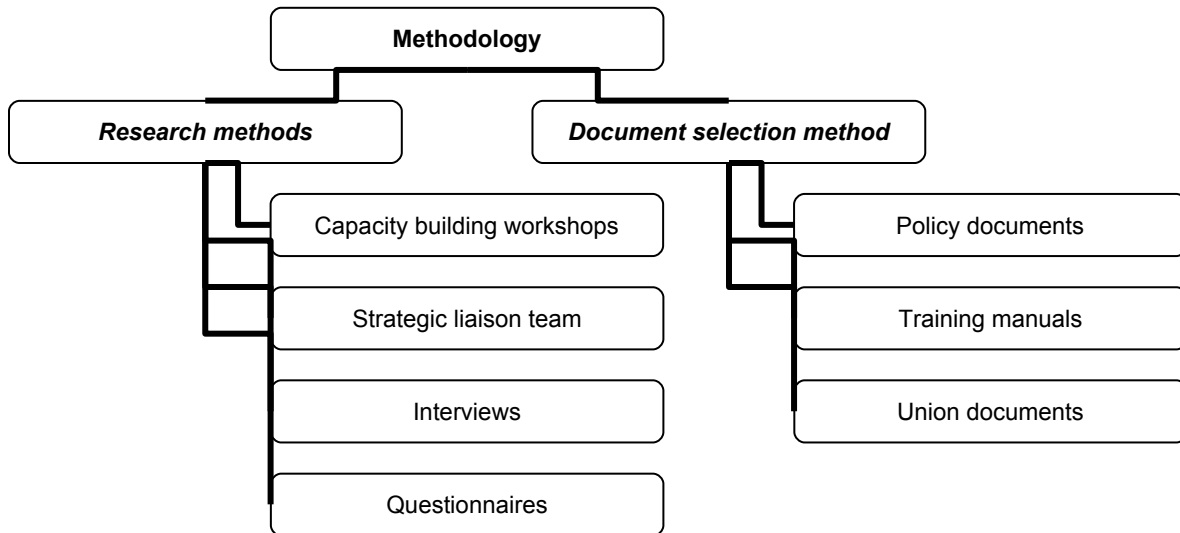 Methodology
Research methods
Document selection method
Capacity building workshops
Policy documents
Strategic liaison team
Training manuals
Interviews
Union documents
Questionnaires